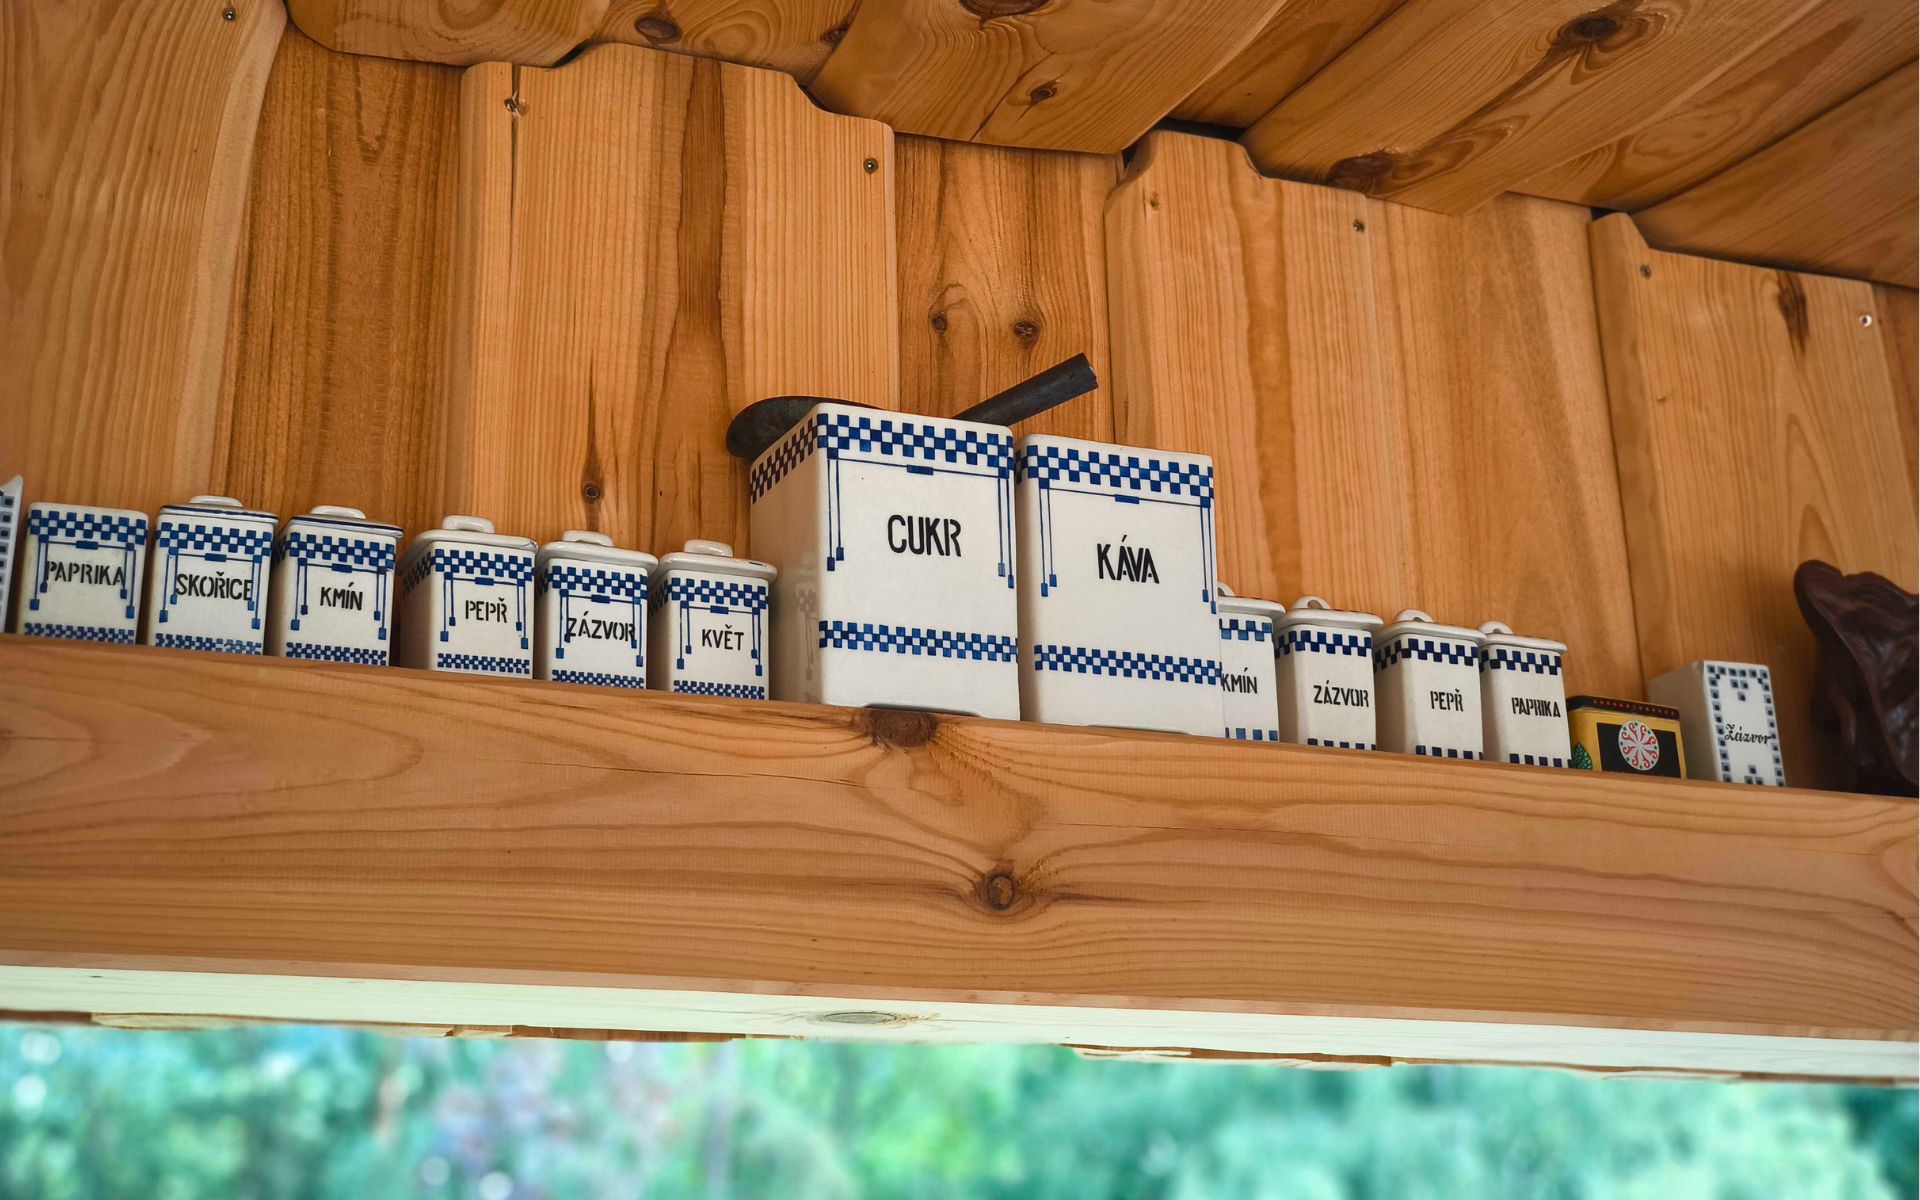 PAPRIKA
SKOŘICE
KMÍN
PEPŘ
ZÁZVOR
KVĚT
CUKR
KÁVA
KMÍN
ZÁZVOR
PEPŘ
PAPRIKA
Zázvor